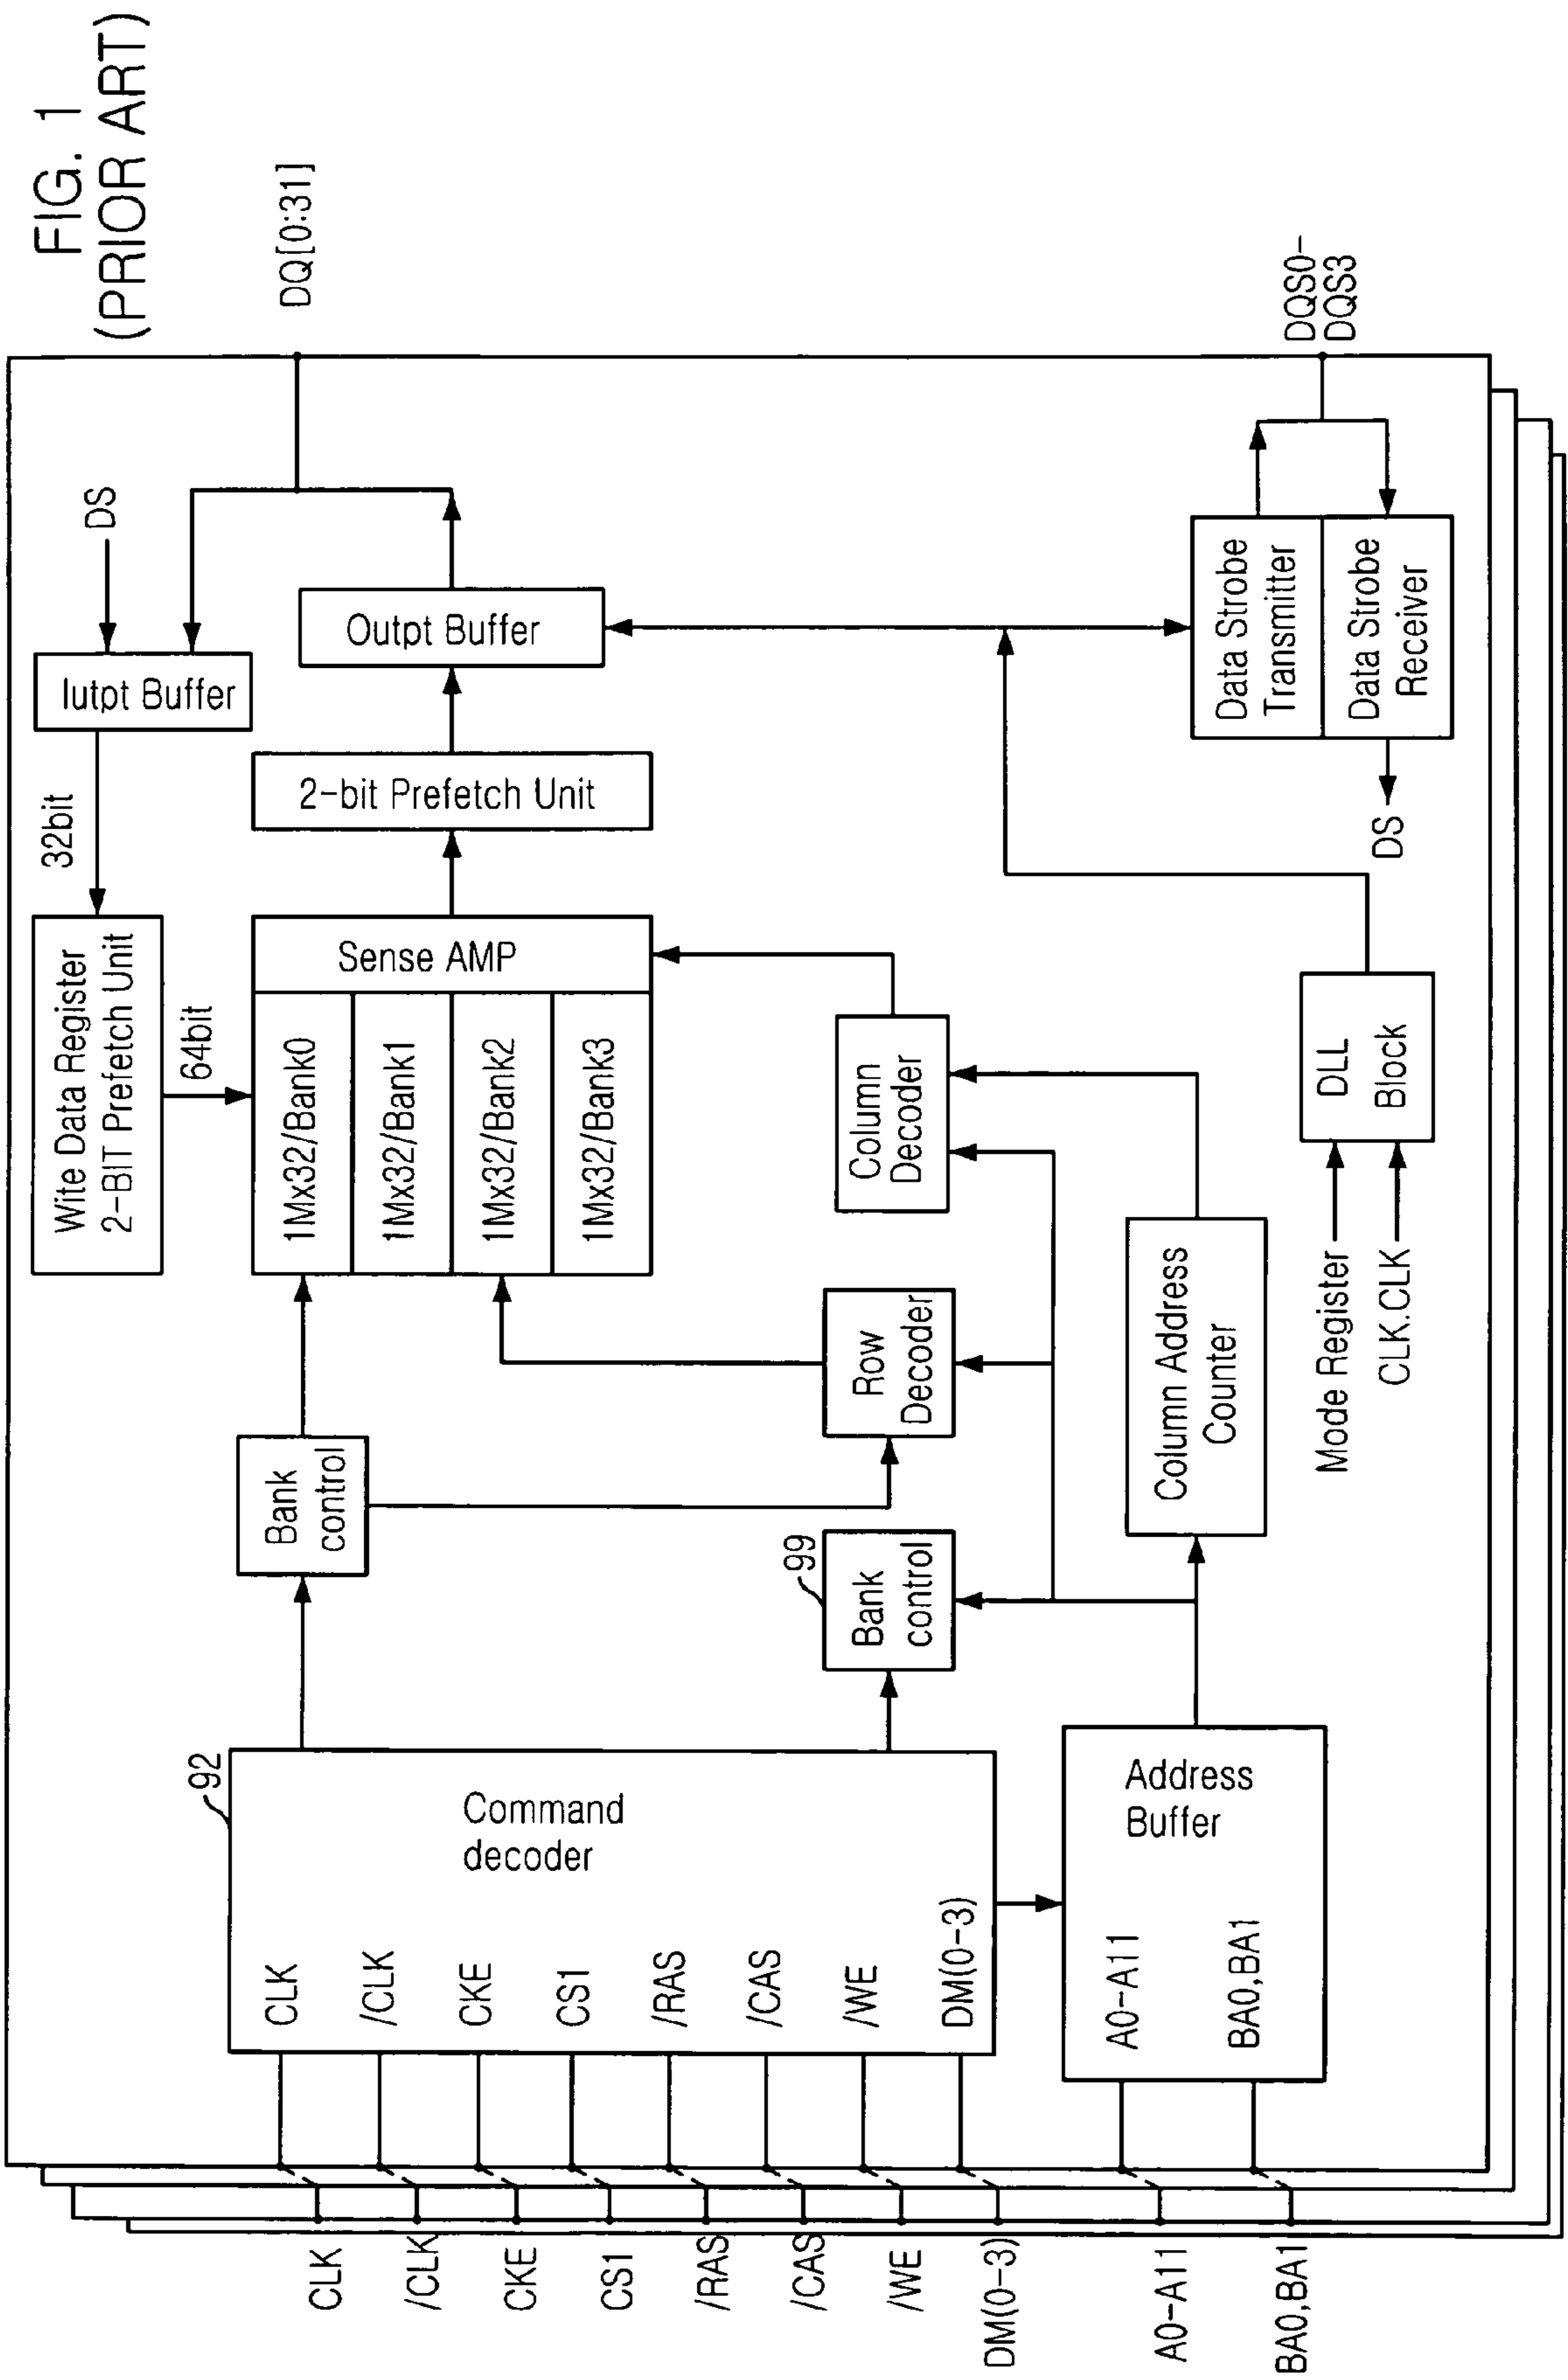 FIG. 1
(PRIOR ART)
DS
DQ[0:31]
Wite Data Register
2-BIT Prefetch Unit
32bit
Iutpt Buffer
64bit
Bank
control
1Mx32/Bank0
1Mx32/Bank1
1Mx32/Bank2
1Mx32/Bank3
Sense AMP
2-bit Prefetch Unit
Outpt Buffer
92
Command
decoder
CLK
/CLK
CKE
CS1
/RAS
/CAS
/WE
DM(0-3)
CLK
/CLK
CKE
CS1
/RAS
/CAS
/WE
DM(0-3)
99
Bank
control
Row
Decoder
Column
Decoder
Address
Buffer
A0-A11
BA0,BA1
A0-A11
BA0,BA1
Column Address
Counter
Mode Register
CLK.CLK
DLL
Block
DS
Data Strobe
Transmitter
Data Strobe
Receiver
DQS0-
DQS3